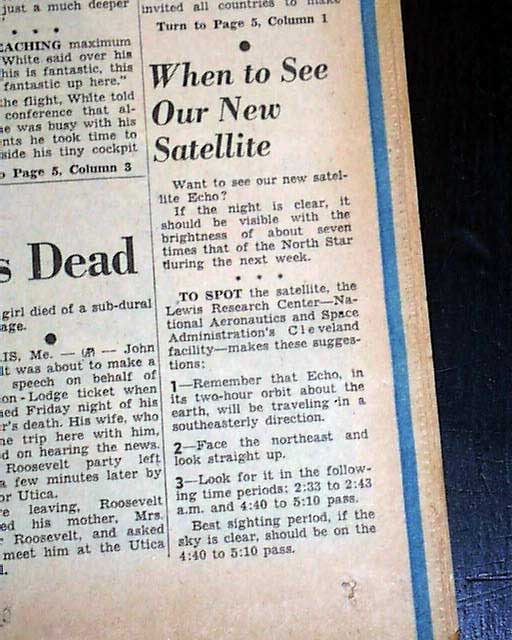 just a much deeper
EACHING maximum
White said over his
his is fantastic, this
fantastic up here."
the flight, White told
conference that al-
e was busy with his
nts he took time to
side his tiny cockpit
o Page 5, Column 3
s Dead
girl died of a sub-dural
age.
IS, Me. — (AP) — John
lt was about to make a
speech on behalf of
on-Lodge ticket when
ned Friday night of his
r's death. His wife, who
ne trip here with him,
d on hearing the news.
Roosevelt party left
a few minutes later by
or Utica.
re leaving, Roosevelt
ed his mother, Mrs.
Roosevelt, and asked
meet him at the Utica
l.
invited all countries to make
Turn to Page 5, Column 1
When to See
Our New
Satellite
Want to see our new satel-
lite Echo?
If the night is clear, it
should be visible with the
brightness of about seven
times that of the North Star
during the next week.
TO SPOT the satellite, the
Lewis Research Center—Na-
tional Aeronautics and Space
Administration's Cleveland
facility—makes these sugges-
tions:
1—Remember that Echo, in
its two-hour orbit about the
earth, will be traveling in a
southeasterly direction.
2—Face the northeast and
look straight up.
3—Look for it in the follow-
ing time periods: 2:33 to 2:43
a.m. and 4:40 to 5:10 pass.
Best sighting period, if the
sky is clear, should be on the
4:40 to 5:10 pass.